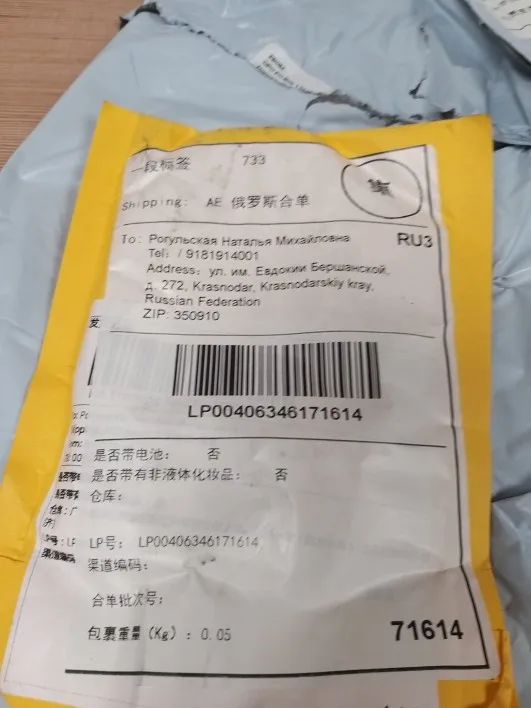 一段标签 733
Shipping: AE 俄罗斯合单
To: Рогульская Наталья Михайловна
RU3
Tel: / 9181914001
Address: ул. им. Евдокии Бершанской,
д. 272, Krasnodar, Krasnodarskiy kray,
Russian Federation
ZIP: 350910
LP00406346171614
是否带电池: 否
是否带有非液体化妆品: 否
仓库:
LP号: LP00406346171614
渠道编码:
合单批次号:
包裹重量(Kg): 0.05
71614